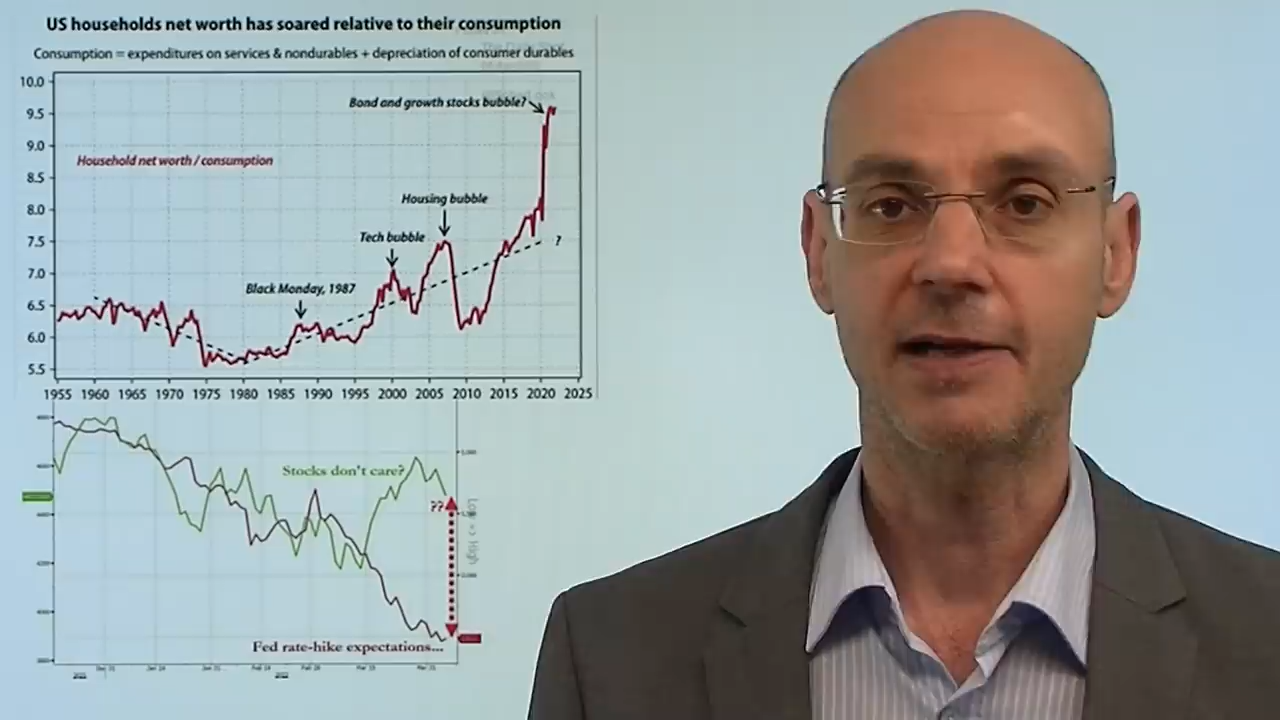 US households net worth has soared relative to their consumption
Consumption = expenditures on services & nondurables + depreciation of consumer durables
10.0
Bond and growth stocks bubble?
9.5
9.0
Household net worth / consumption
8.5
Housing bubble
8.0
Tech bubble
7.5
?
7.0
Black Monday, 1987
6.5
6.0
5.5
1955 1960 1965 1970 1975 1980 1985 1990 1995 2000 2005 2010 2015 2020 2025
Stocks don't care?
??
Low => High
Fed rate-hike expectations...